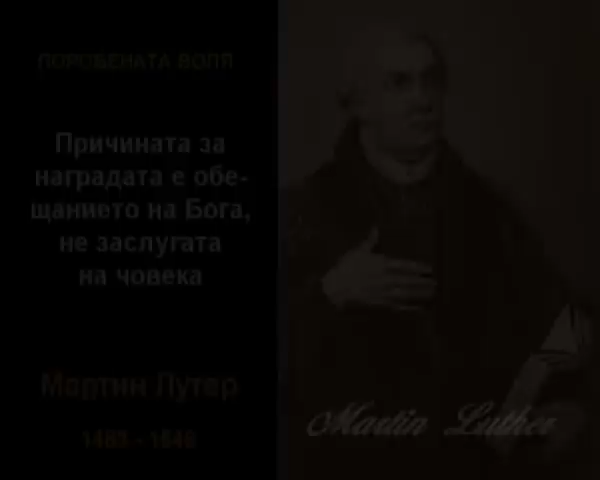 ПОРОБЕНАТА ВОЛЯ
Причината за
наградата е обе-
щанието на Бога,
не заслугата
на човека
Мартин Лутер
1483 - 1546
Martin Luther